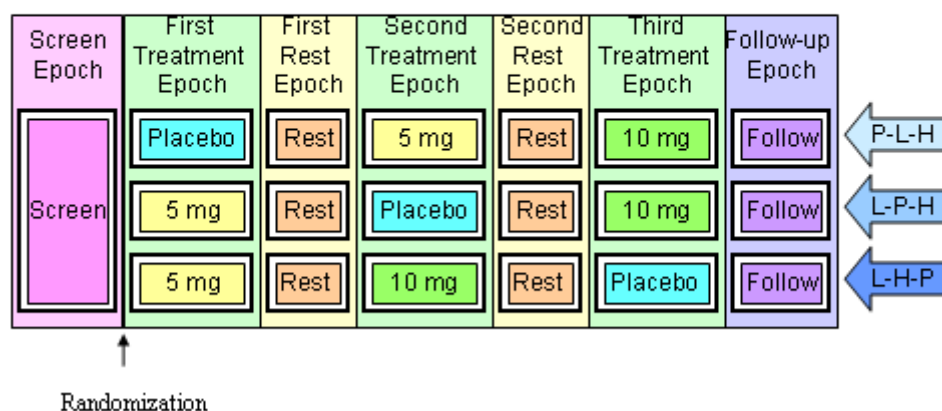 Screen Epoch
First Treatment Epoch
First Rest Epoch
Second Treatment Epoch
Second Rest Epoch
Third Treatment Epoch
Follow-up Epoch
Screen
Placebo Rest 5 mg Rest 10 mg Follow P-L-H
5 mg Rest Placebo Rest 10 mg Follow L-P-H
5 mg Rest 10 mg Rest Placebo Follow L-H-P
Randomization